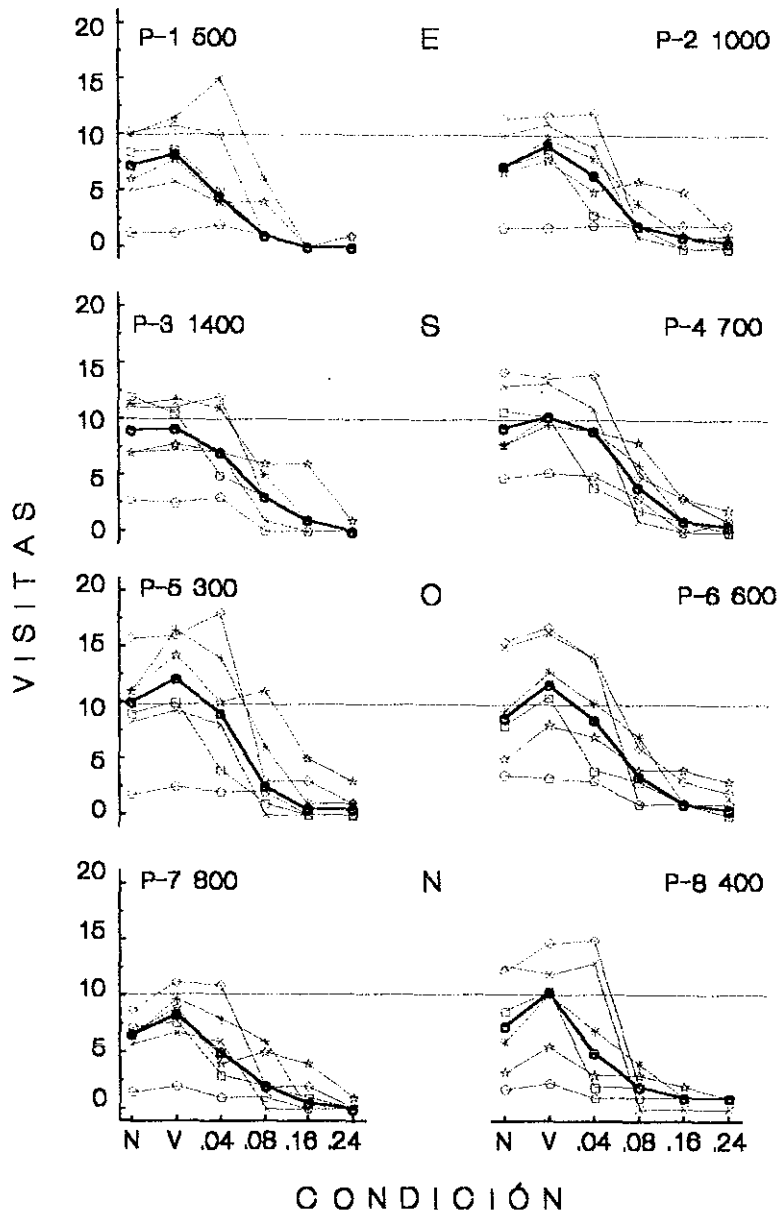 20
15
10
5
0
P-1 500
E
P-2 1000
20
15
10
5
0
P-3 1400
S
P-4 700
20
15
10
5
0
P-5 300
O
P-6 600
20
15
10
5
0
P-7 800
N
P-8 400
VISITAS
N V .04 .08 .16 .24
N V .04 .08 .16 .24
CONDICIÓN